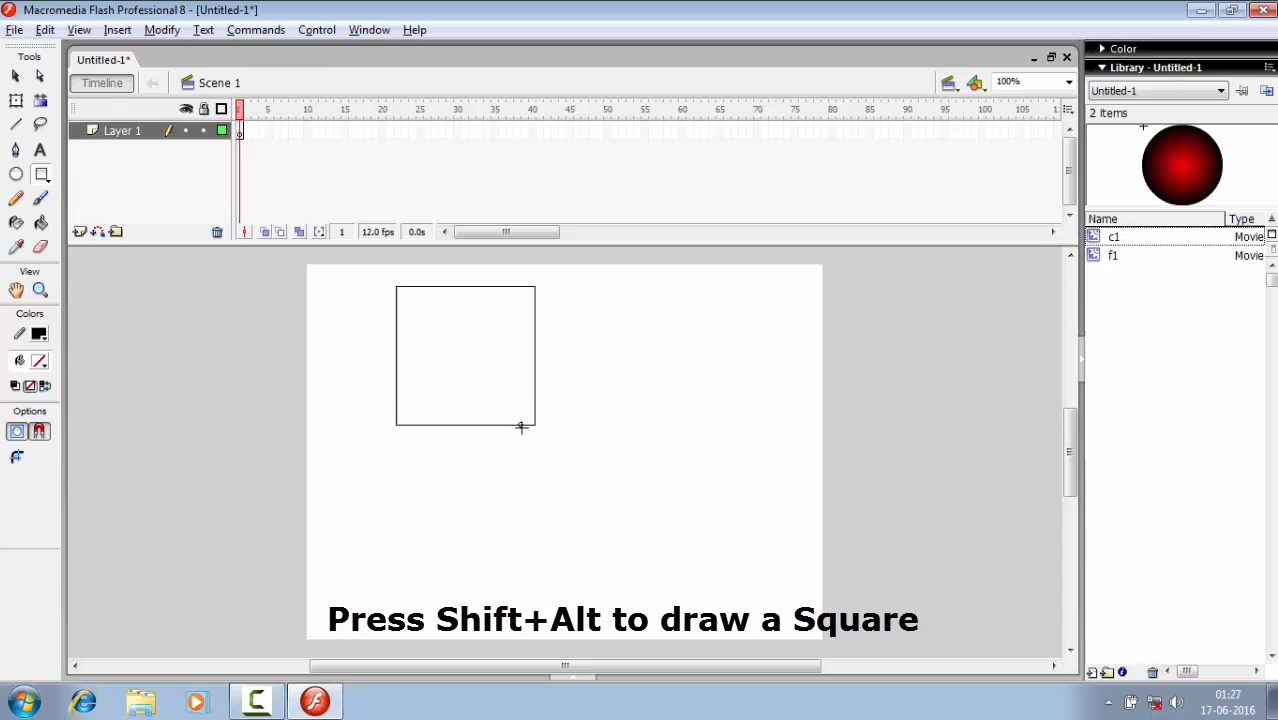 Macromedia Flash Professional 8 - [Untitled-1*]
File Edit View Insert Modify Text Commands Control Window Help
Tools
Untitled-1*
Timeline
Scene 1
100%
5 10 15 20 25 30 35 40 45 50 55 60 65 70 75 80 85 90 95 100 105
Layer 1
1 12.0 fps 0.0s
View
Colors
Options
Color
Library - Untitled-1
Untitled-1
2 items
Name Type
c1 Movie
f1 Movie
Press Shift+Alt to draw a Square
01:27
17-06-2016